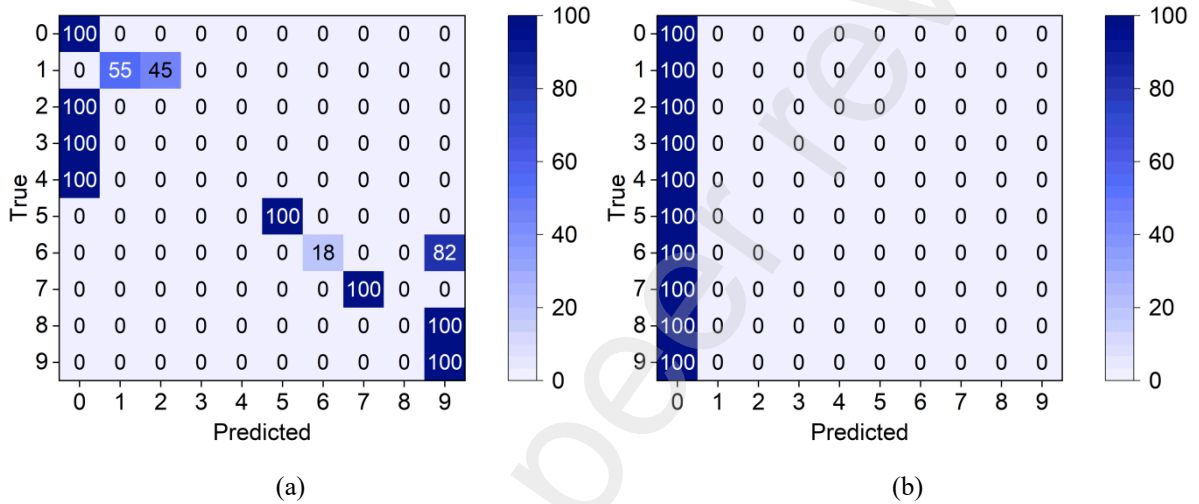 0 100 0 0 0 0 0 0 0 0 0
1 0 55 45 0 0 0 0 0 0 0
2 100 0 0 0 0 0 0 0 0 0
3 100 0 0 0 0 0 0 0 0 0
4 100 0 0 0 0 0 0 0 0 0
5 0 0 0 0 0 100 0 0 0 0
6 0 0 0 0 0 0 18 0 0 82
7 0 0 0 0 0 0 0 100 0 0
8 0 0 0 0 0 0 0 0 0 100
9 0 0 0 0 0 0 0 0 0 100
0 1 2 3 4 5 6 7 8 9
True
Predicted
100
80
60
40
20
0
(a)
0 100 0 0 0 0 0 0 0 0 0
1 100 0 0 0 0 0 0 0 0 0
2 100 0 0 0 0 0 0 0 0 0
3 100 0 0 0 0 0 0 0 0 0
4 100 0 0 0 0 0 0 0 0 0
5 100 0 0 0 0 0 0 0 0 0
6 100 0 0 0 0 0 0 0 0 0
7 100 0 0 0 0 0 0 0 0 0
8 100 0 0 0 0 0 0 0 0 0
9 100 0 0 0 0 0 0 0 0 0
0 1 2 3 4 5 6 7 8 9
True
Predicted
100
80
60
40
20
0
(b)
peer rev